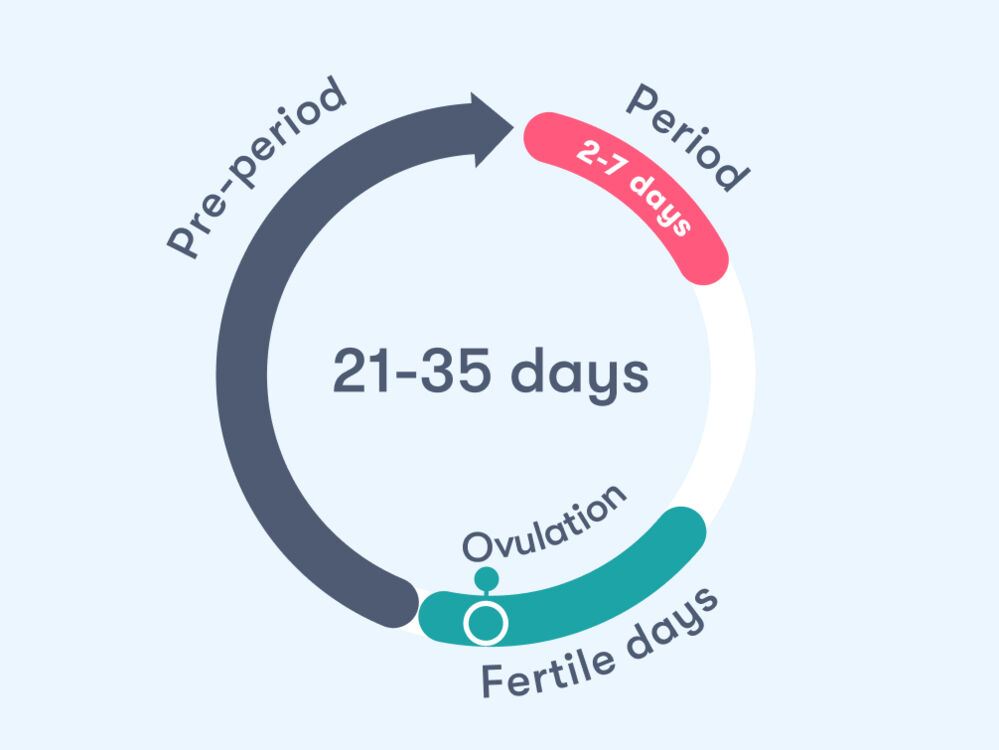 Pre-period
Period
2-7 days
21-35 days
Ovulation
Fertile days